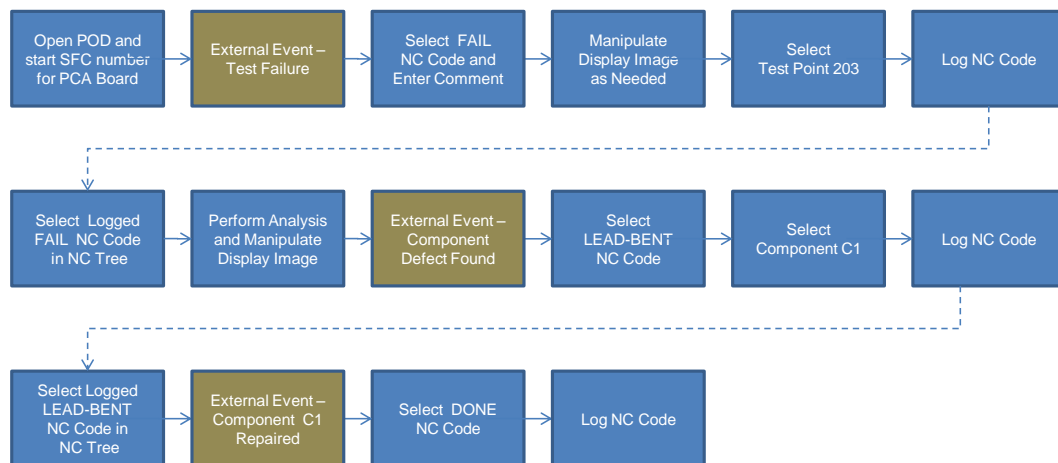 Open POD and
start SFC number
for PCA Board
External Event –
Test Failure
Select FAIL
NC Code and
Enter Comment
Manipulate
Display Image
as Needed
Select
Test Point 203
Log NC Code
Select Logged
FAIL NC Code
in NC Tree
Perform Analysis
and Manipulate
Display Image
External Event –
Component
Defect Found
Select
LEAD-BENT
NC Code
Select
Component C1
Log NC Code
Select Logged
LEAD-BENT
NC Code in
NC Tree
External Event –
Component C1
Repaired
Select DONE
NC Code
Log NC Code